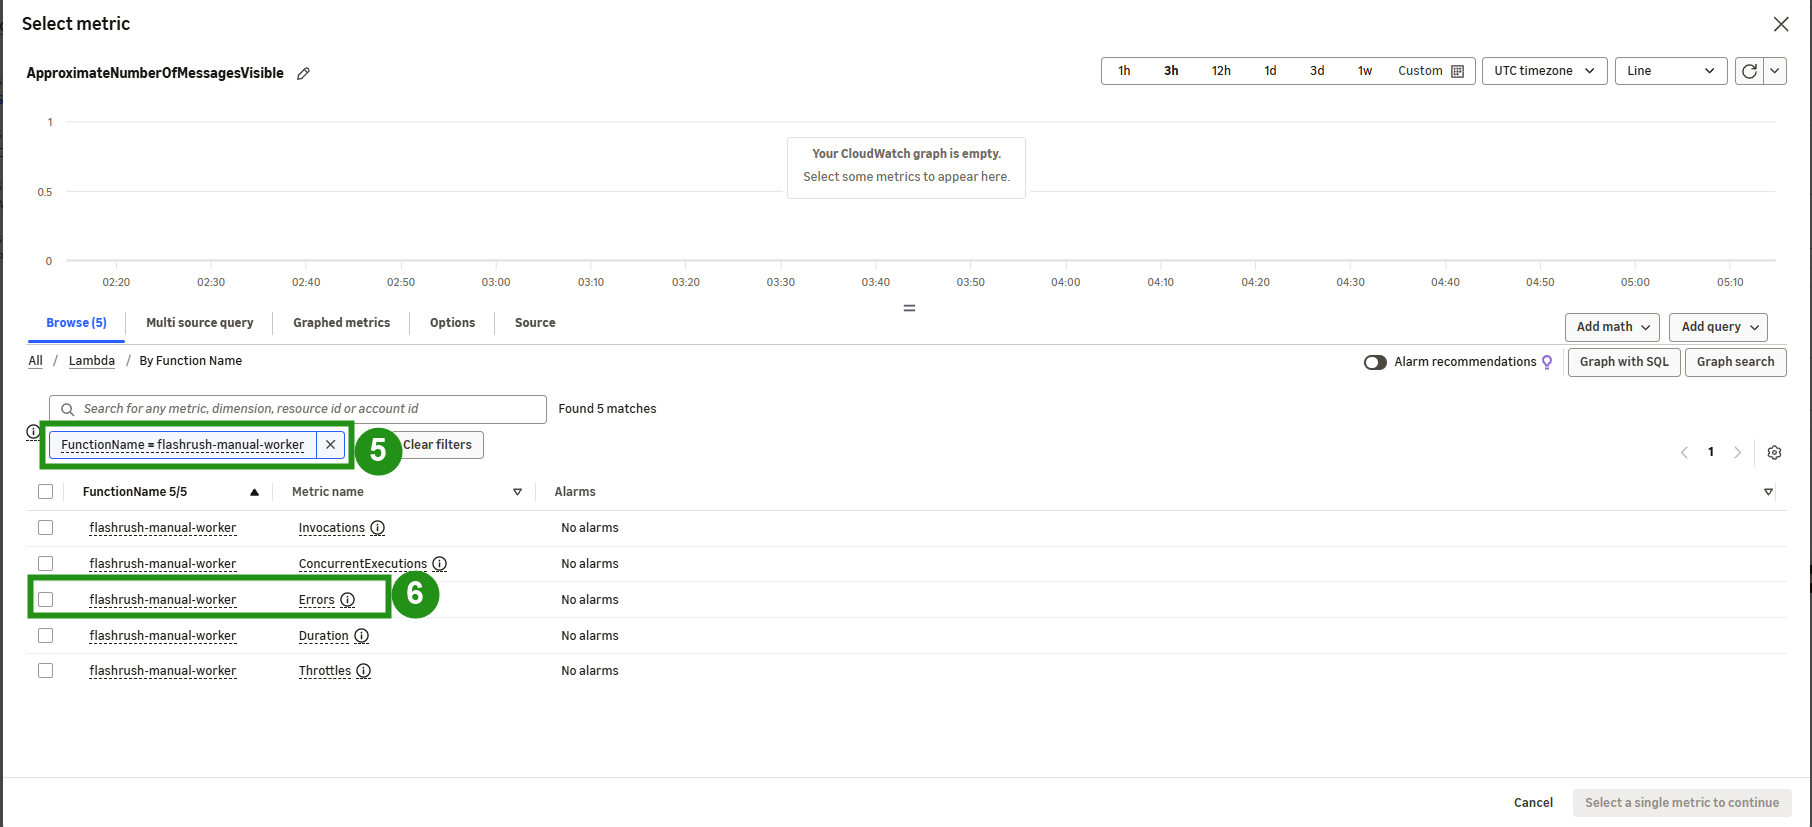 Select metric
ApproximateNumberOfMessagesVisible
1h 3h 12h 1d 3d 1w Custom UTC timezone Line
1
Your CloudWatch graph is empty.
Select some metrics to appear here.
0.5
0
02:20 02:30 02:40 02:50 03:00 03:10 03:20 03:30 03:40 03:50 04:00 04:10 04:20 04:30 04:40 04:50 05:00 05:10
Browse (5) Multi source query Graphed metrics Options Source Add math Add query
All / Lambda / By Function Name Alarm recommendations Graph with SQL Graph search
Search for any metric, dimension, resource id or account id Found 5 matches
FunctionName = flashrush-manual-worker 5 Clear filters
1
FunctionName 5/5 Metric name Alarms
flashrush-manual-worker Invocations No alarms
flashrush-manual-worker ConcurrentExecutions No alarms
flashrush-manual-worker Errors 6 No alarms
flashrush-manual-worker Duration No alarms
flashrush-manual-worker Throttles No alarms
Cancel Select a single metric to continue